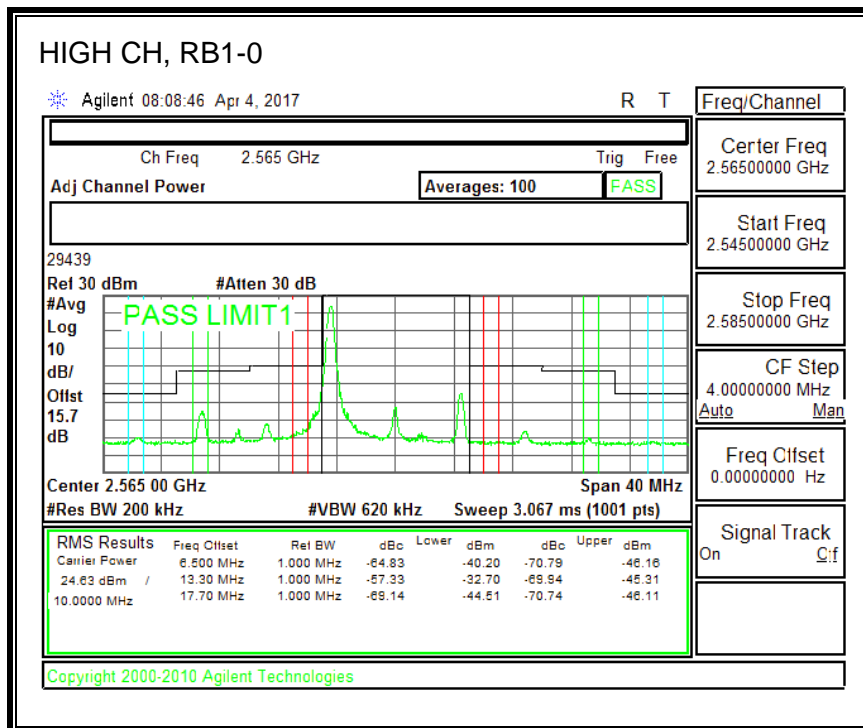 HIGH CH, RB1-0
Agilent 08:08:46 Apr 4, 2017 R T
Freq/Channel
Ch Freq 2.565 GHz Trig Free
Adj Channel Power Averages: 100 PASS
Center Freq
2.56500000 GHz
Start Freq
2.54500000 GHz
Stop Freq
2.58500000 GHz
CF Step
4.00000000 MHz
Auto Man
Freq Offset
0.00000000 Hz
Signal Track
On Off
29439
Ref 30 dBm #Atten 30 dB
#Avg
Log
10
dB/
Offst
15.7
dB
PASS LIMIT1
Center 2.565 00 GHz Span 40 MHz
#Res BW 200 kHz #VBW 620 kHz Sweep 3.067 ms (1001 pts)
RMS Results Freq Offset Ref BW dBc Lower dBm dBc Upper dBm
Carrier Power 6.500 MHz 1.000 MHz -64.83 -40.20 -70.79 -46.16
24.63 dBm / 13.30 MHz 1.000 MHz -57.33 -32.70 -69.94 -45.31
10.0000 MHz 17.70 MHz 1.000 MHz -69.14 -44.51 -70.74 -46.11
Copyright 2000-2010 Agilent Technologies